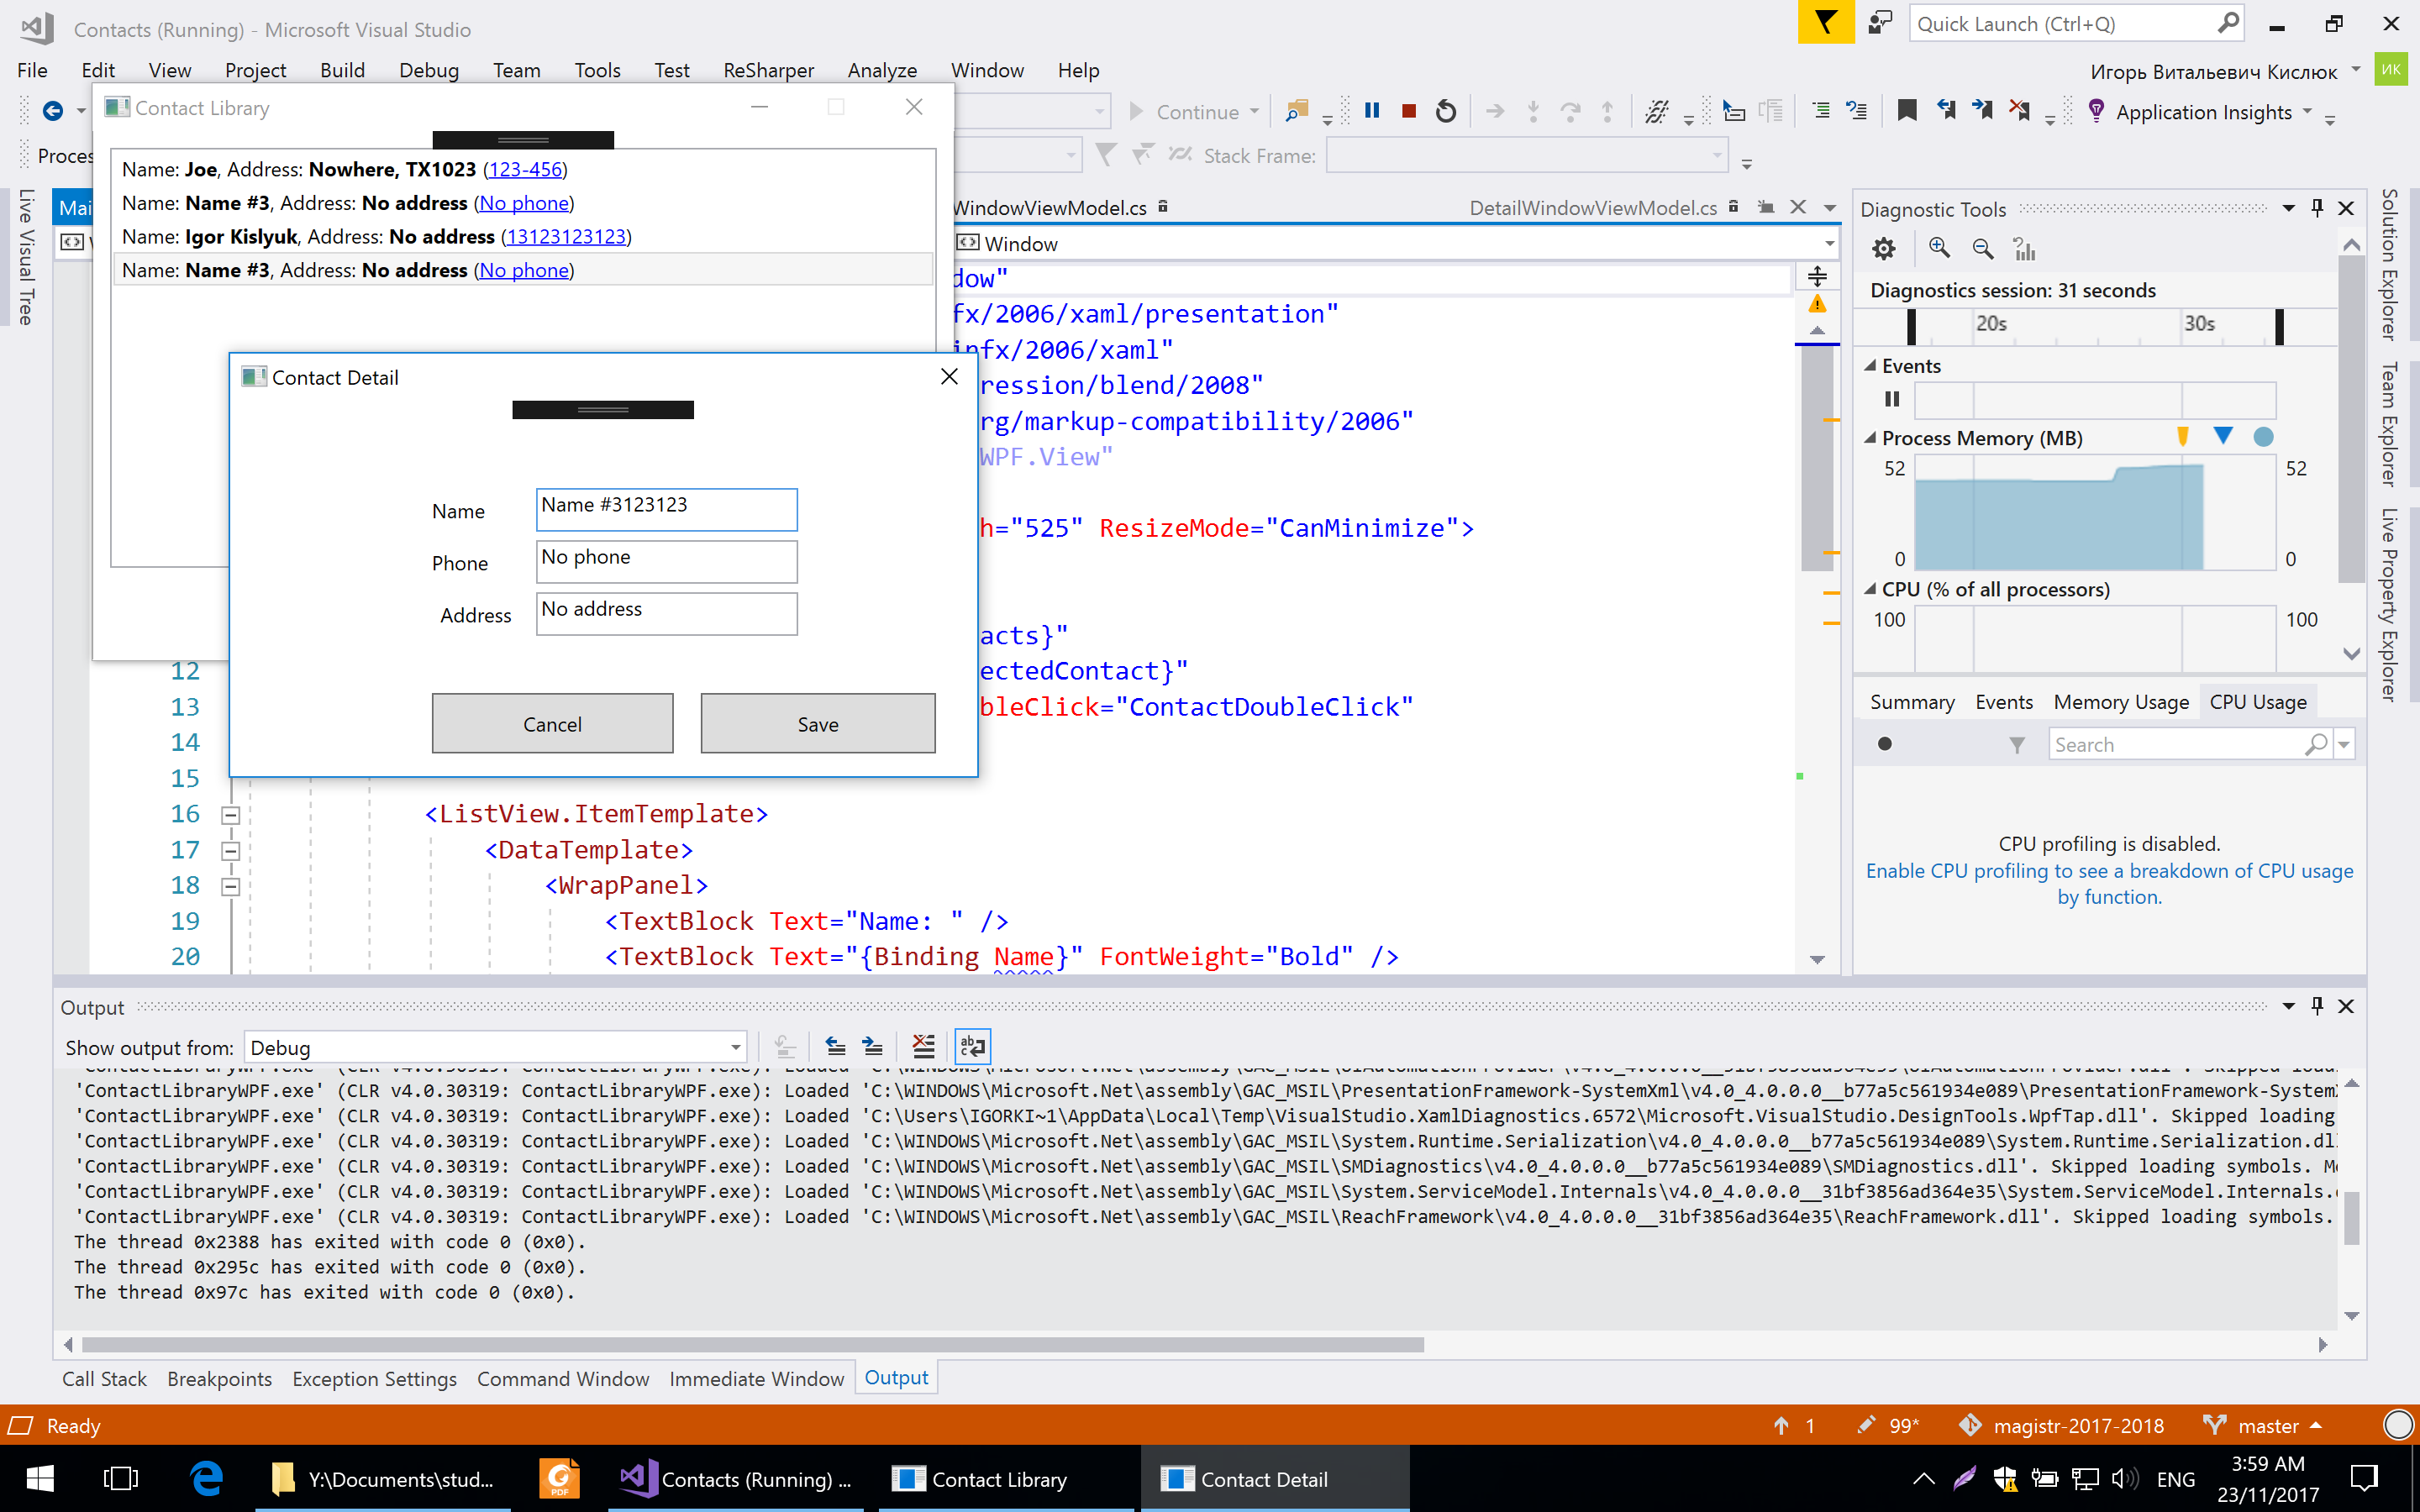 Contacts (Running) - Microsoft Visual Studio
Quick Launch (Ctrl+Q)
File Edit View Project Build Debug Team Tools Test ReSharper Analyze Window Help
Игорь Витальевич Кислюк
ИК
Contact Library
Continue
Application Insights
Stack Frame:
Name: Joe, Address: Nowhere, TX1023 (123-456)
Name: Name #3, Address: No address (No phone)
Name: Igor Kislyuk, Address: No address (13123123123)
Name: Name #3, Address: No address (No phone)
Live Visual Tree
WindowViewModel.cs
DetailWindowViewModel.cs
Window
dow"
fx/2006/xaml/presentation"
infx/2006/xaml"
ression/blend/2008"
rg/markup-compatibility/2006"
WPF.View"
h="525" ResizeMode="CanMinimize">
acts}"
12 ectedContact}"
13 bleClick="ContactDoubleClick"
14
15
16 <ListView.ItemTemplate>
17 <DataTemplate>
18 <WrapPanel>
19 <TextBlock Text="Name: " />
20 <TextBlock Text="{Binding Name}" FontWeight="Bold" />
Contact Detail
Name
Name #3123123
Phone
No phone
Address
No address
Cancel
Save
Diagnostic Tools
Diagnostics session: 31 seconds
20s 30s
Events
Process Memory (MB)
52 52
0 0
CPU (% of all processors)
100 100
Summary Events Memory Usage CPU Usage
Search
CPU profiling is disabled.
Enable CPU profiling to see a breakdown of CPU usage
by function.
Solution Explorer
Team Explorer
Live Property Explorer
Output
Show output from: Debug
'ContactLibraryWPF.exe' (CLR v4.0.30319: ContactLibraryWPF.exe): Loaded 'C:\WINDOWS\Microsoft.Net\assembly\GAC_MSIL\PresentationFramework-SystemXml\v4.0_4.0.0.0__b77a5c561934e089\PresentationFramework-SystemX
'ContactLibraryWPF.exe' (CLR v4.0.30319: ContactLibraryWPF.exe): Loaded 'C:\Users\IGORKI~1\AppData\Local\Temp\VisualStudio.XamlDiagnostics.6572\Microsoft.VisualStudio.DesignTools.WpfTap.dll'. Skipped loading
'ContactLibraryWPF.exe' (CLR v4.0.30319: ContactLibraryWPF.exe): Loaded 'C:\WINDOWS\Microsoft.Net\assembly\GAC_MSIL\System.Runtime.Serialization\v4.0_4.0.0.0__b77a5c561934e089\System.Runtime.Serialization.dl
'ContactLibraryWPF.exe' (CLR v4.0.30319: ContactLibraryWPF.exe): Loaded 'C:\WINDOWS\Microsoft.Net\assembly\GAC_MSIL\SMDiagnostics\v4.0_4.0.0.0__b77a5c561934e089\SMDiagnostics.dll'. Skipped loading symbols. M
'ContactLibraryWPF.exe' (CLR v4.0.30319: ContactLibraryWPF.exe): Loaded 'C:\WINDOWS\Microsoft.Net\assembly\GAC_MSIL\System.ServiceModel.Internals\v4.0_4.0.0.0__31bf3856ad364e35\System.ServiceModel.Internals.
'ContactLibraryWPF.exe' (CLR v4.0.30319: ContactLibraryWPF.exe): Loaded 'C:\WINDOWS\Microsoft.Net\assembly\GAC_MSIL\ReachFramework\v4.0_4.0.0.0__31bf3856ad364e35\ReachFramework.dll'. Skipped loading symbols.
The thread 0x2388 has exited with code 0 (0x0).
The thread 0x295c has exited with code 0 (0x0).
The thread 0x97c has exited with code 0 (0x0).
Call Stack Breakpoints Exception Settings Command Window Immediate Window Output
Ready
1 99* magistr-2017-2018 master
Y:\Documents\stud...
PDF
Contacts (Running) ...
Contact Library
Contact Detail
ENG
3:59 AM
23/11/2017